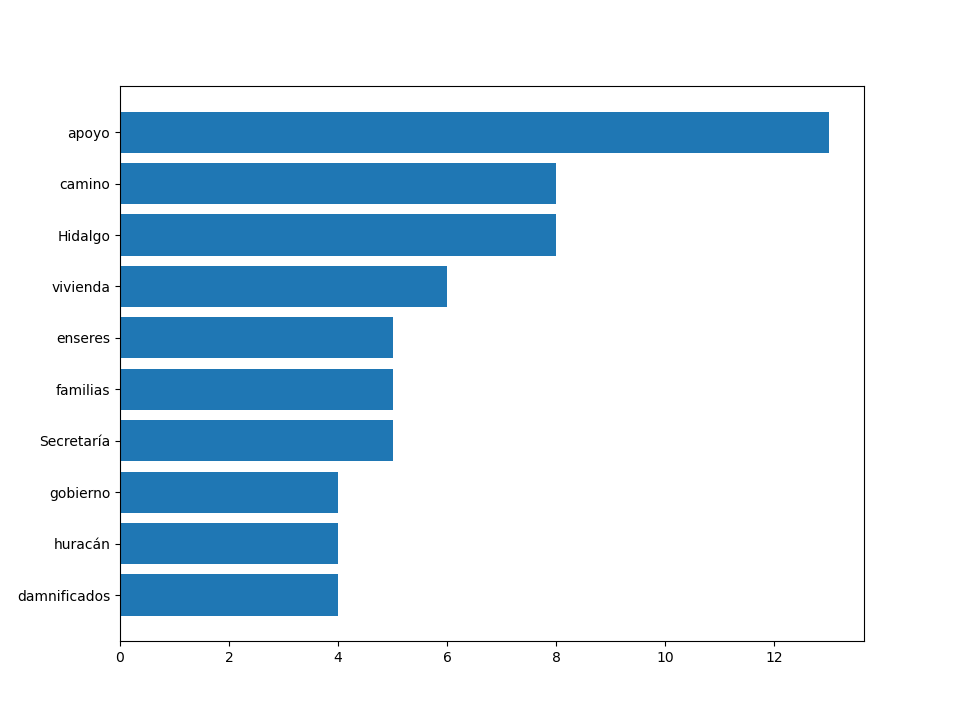 apoyo
camino
Hidalgo
vivienda
enseres
familias
Secretaría
gobierno
huracán
damnificados
0 2 4 6 8 10 12